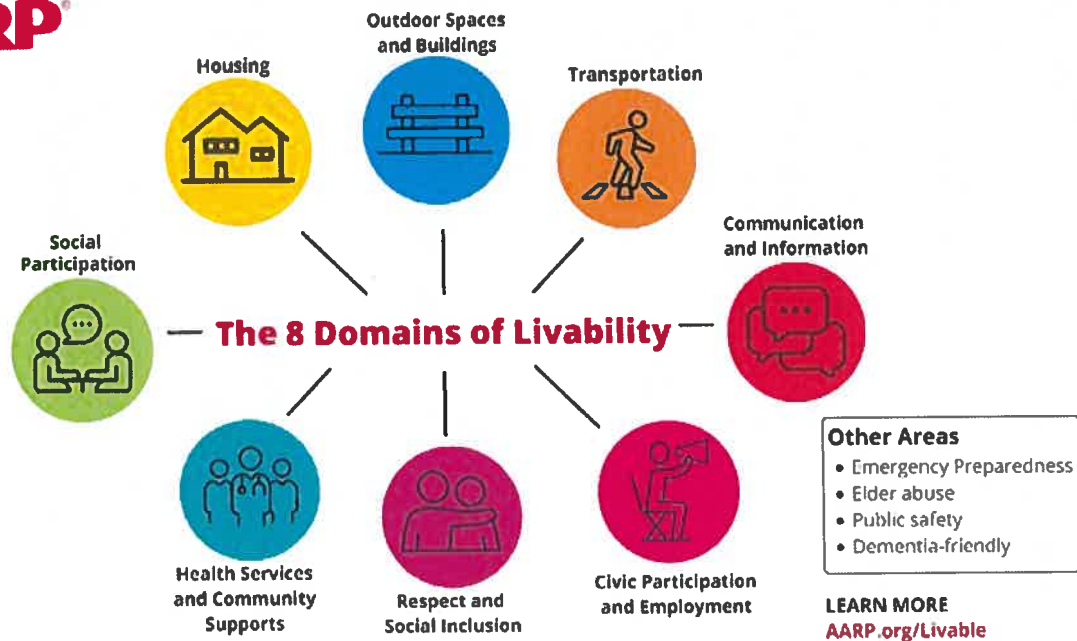 RP®
Outdoor Spaces
and Buildings
Housing
Transportation
Communication
and Information
Social
Participation
The 8 Domains of Livability
Other Areas
• Emergency Preparedness
• Elder abuse
• Public safety
• Dementia-friendly
Health Services
and Community
Supports
Respect and
Social Inclusion
Civic Participation
and Employment
LEARN MORE
AARP.org/Livable